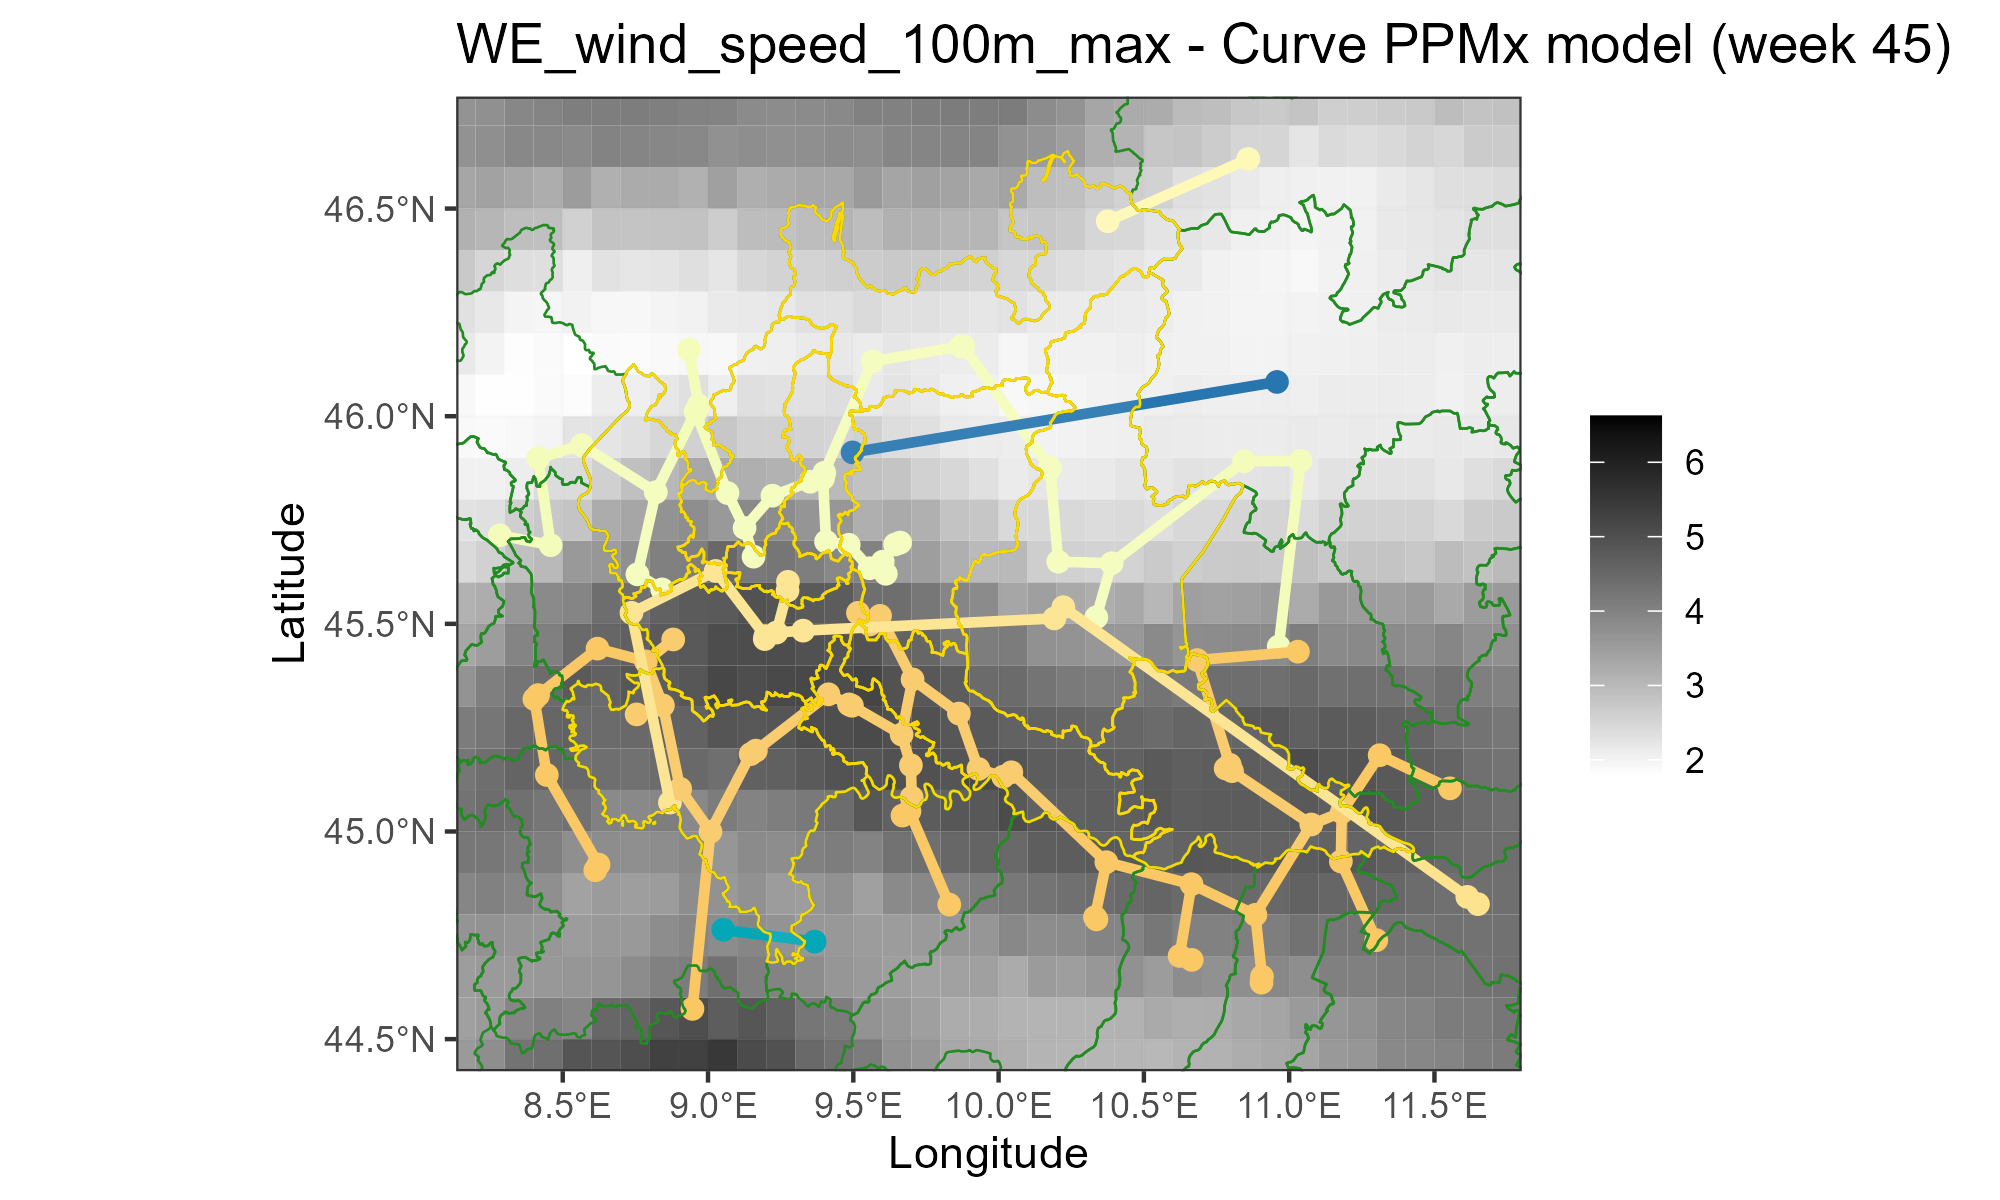 WE_wind_speed_100m_max - Curve PPMx model (week 45)
46.5°N
46.0°N
45.5°N
45.0°N
44.5°N
Latitude
8.5°E
9.0°E
9.5°E
10.0°E
10.5°E
11.0°E
11.5°E
Longitude
6
5
4
3
2